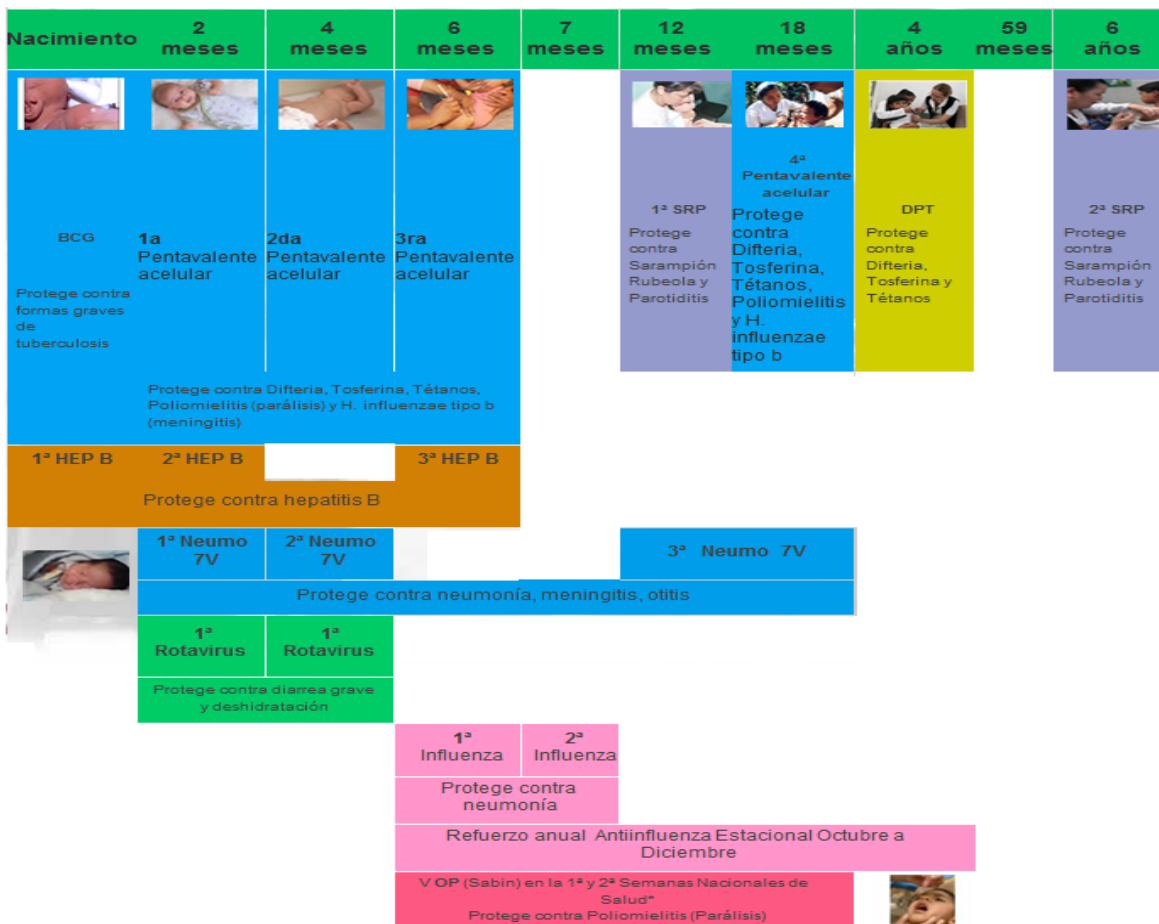 Nacimiento 2 meses 4 meses 6 meses 7 meses 12 meses 18 meses 4 años 59 meses 6 años
BCG
Protege contra
formas graves
de
tuberculosis
1a
Pentavalente
acelular
2da
Pentavalente
acelular
3ra
Pentavalente
acelular
Protege contra Difteria, Tosferina, Tétanos,
Poliomielitis (parálisis) y H. influenzae tipo b
(meningitis)
1ª SRP
Protege
contra
Sarampión
Rubeola y
Parotiditis
4ª
Pentavalente
acelular
Protege
contra
Difteria,
Tosferina,
Tétanos,
Poliomielitis
y H.
influenzae
tipo b
DPT
Protege
contra
Difteria,
Tosferina y
Tétanos
2ª SRP
Protege
contra
Sarampión
Rubeola y
Parotiditis
1ª HEP B 2ª HEP B 3ª HEP B
Protege contra hepatitis B
1ª Neumo
7V
2ª Neumo
7V
3ª Neumo 7V
Protege contra neumonía, meningitis, otitis
1ª
Rotavirus
1ª
Rotavirus
Protege contra diarrea grave
y deshidratación
1ª
Influenza
2ª
Influenza
Protege contra
neumonía
Refuerzo anual Antiinfluenza Estacional Octubre a
Diciembre
V OP (Sabin) en la 1ª y 2ª Semanas Nacionales de
Salud*
Protege contra Poliomielitis (Parálisis)